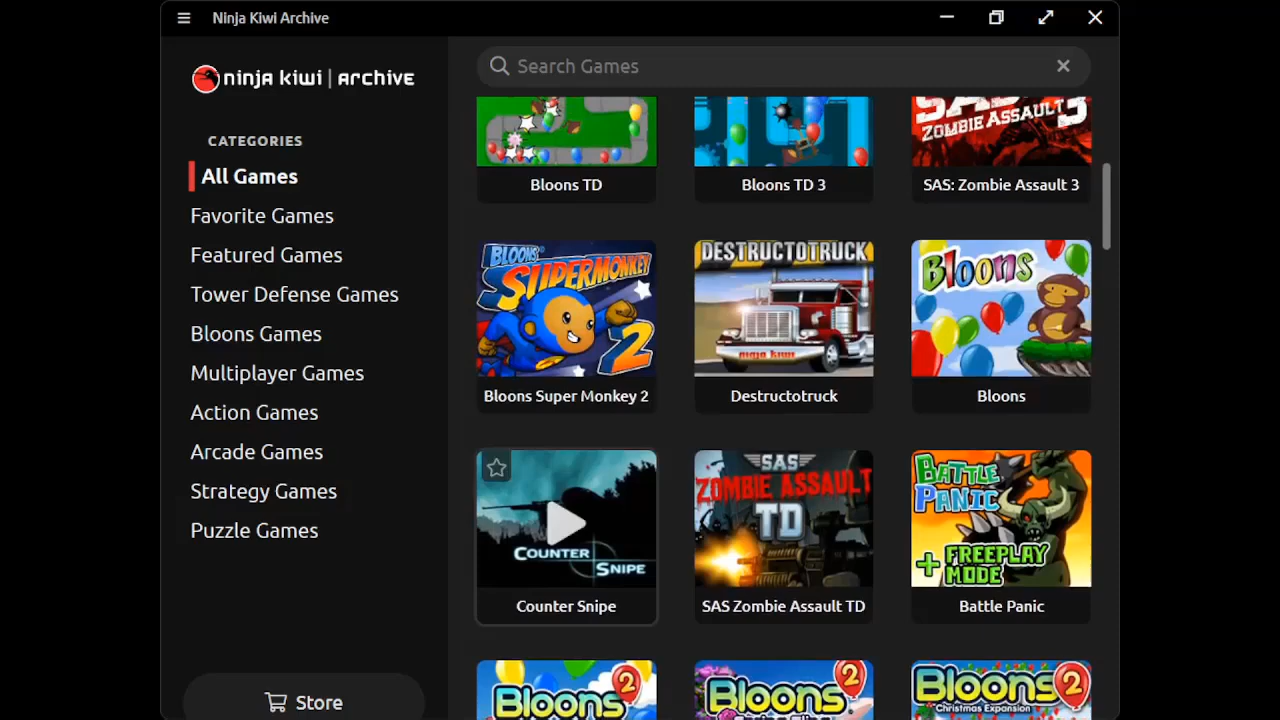 Ninja Kiwi Archive
ninja kiwi | ARCHIVE
Search Games
CATEGORIES
All Games
Favorite Games
Featured Games
Tower Defense Games
Bloons Games
Multiplayer Games
Action Games
Arcade Games
Strategy Games
Puzzle Games
Store
SAS 3
ZOMBIE ASSAULT
Bloons TD
Bloons TD 3
SAS: Zombie Assault 3
BLOONS
SUPERMONKEY
2
DESTRUCTOTRUCK
ninja kiwi
Bloons
Bloons Super Monkey 2
Destructotruck
Bloons
COUNTER
SNIPE
SAS
ZOMBIE ASSAULT
TD
BATTLE
PANIC
+ FREEPLAY
MODE
Counter Snipe
SAS Zombie Assault TD
Battle Panic
Bloons 2
Bloons 2
Bloons 2
Christmas Expansion